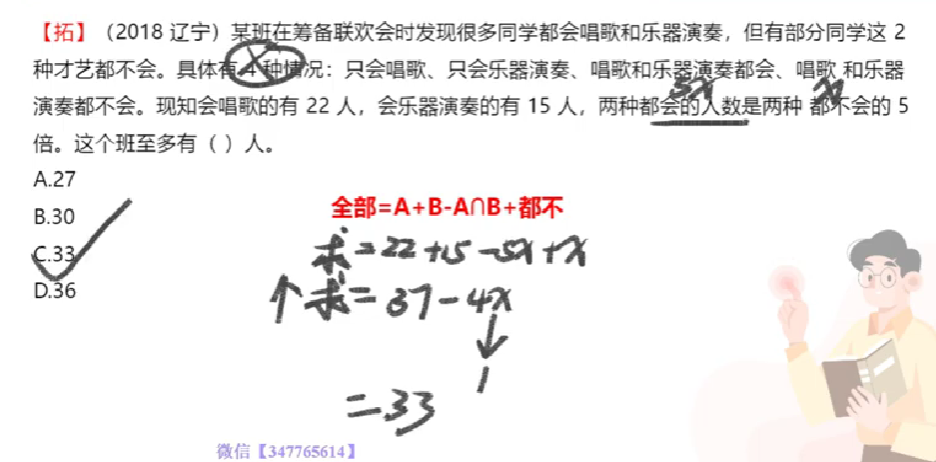 【拓】（2018 辽宁）某班在筹备联欢会时发现很多同学都会唱歌和乐器演奏，但有部分同学这 2
种才艺都不会。具体有 4 种情况：只会唱歌、只会乐器演奏、唱歌和乐器演奏都会、唱歌 和乐器
演奏都不会。现知会唱歌的有 22 人，会乐器演奏的有 15 人，两种都会的人数是两种 都不会的 5
5x x
倍。这个班至多有（ ）人。
A.27
B.30
C.33
D.36
全部=A+B-A∩B+都不
求=22+15-5x+x
↑求=37-4x
↓
1
=33
微信【347765614】